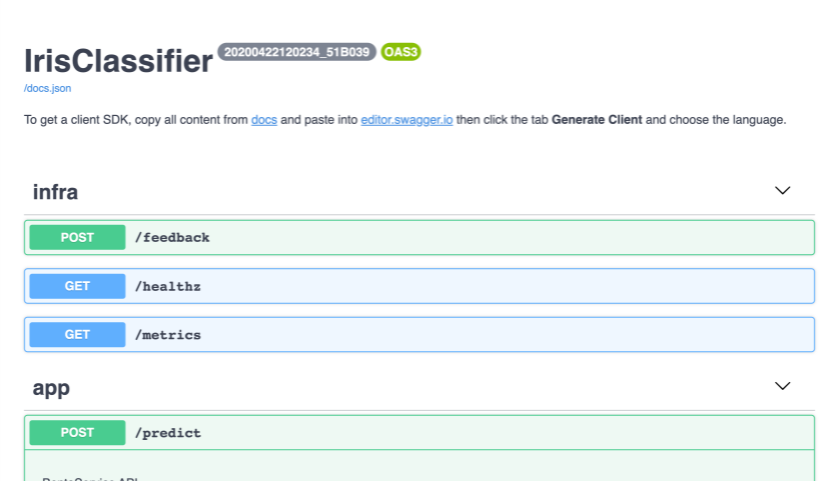 IrisClassifier 20200422120234_51B039 OAS3
/docs.json
To get a client SDK, copy all content from docs and paste into editor.swagger.io then click the tab Generate Client and choose the language.
infra
POST /feedback
GET /healthz
GET /metrics
app
POST /predict
BentoService API